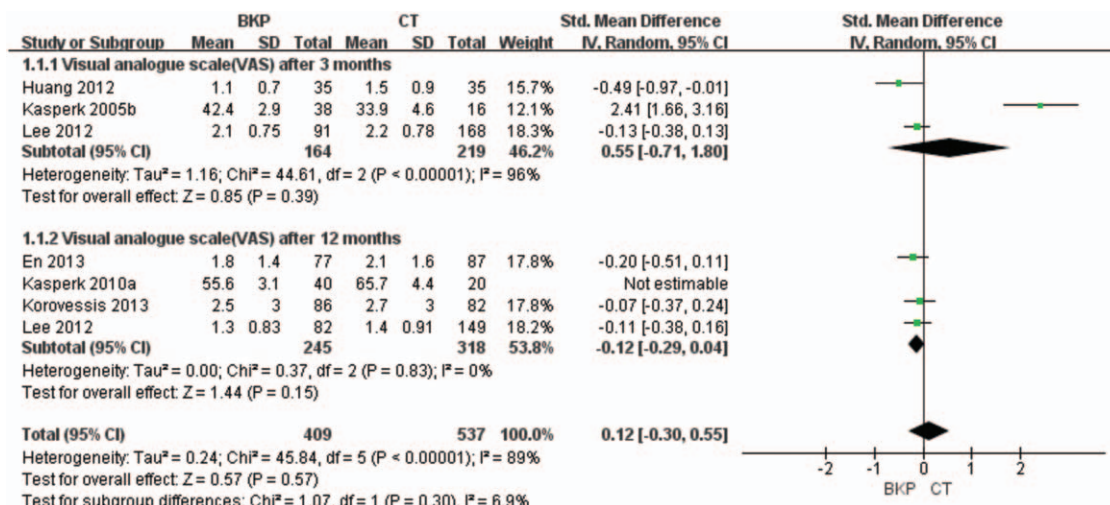 BKP CT Std. Mean Difference Std. Mean Difference
Study or Subgroup Mean SD Total Mean SD Total Weight IV, Random, 95% CI IV, Random, 95% CI
1.1.1 Visual analogue scale(VAS) after 3 months
Huang 2012 1.1 0.7 35 1.5 0.9 35 15.7% -0.49 [-0.97, -0.01]
Kasperk 2005b 42.4 2.9 38 33.9 4.6 16 12.1% 2.41 [1.66, 3.16]
Lee 2012 2.1 0.75 91 2.2 0.78 168 18.3% -0.13 [-0.38, 0.13]
Subtotal (95% CI) 164 219 46.2% 0.55 [-0.71, 1.80]
Heterogeneity: Tau² = 1.16; Chi² = 44.61, df = 2 (P < 0.00001); I² = 96%
Test for overall effect: Z = 0.85 (P = 0.39)
1.1.2 Visual analogue scale(VAS) after 12 months
En 2013 1.8 1.4 77 2.1 1.6 87 17.8% -0.20 [-0.51, 0.11]
Kasperk 2010a 55.6 3.1 40 65.7 4.4 20 Not estimable
Korovessis 2013 2.5 3 86 2.7 3 82 17.8% -0.07 [-0.37, 0.24]
Lee 2012 1.3 0.83 82 1.4 0.91 149 18.2% -0.11 [-0.38, 0.16]
Subtotal (95% CI) 245 318 53.8% -0.12 [-0.29, 0.04]
Heterogeneity: Tau² = 0.00; Chi² = 0.37, df = 2 (P = 0.83); I² = 0%
Test for overall effect: Z = 1.44 (P = 0.15)
Total (95% CI) 409 537 100.0% 0.12 [-0.30, 0.55]
Heterogeneity: Tau² = 0.24; Chi² = 45.84, df = 5 (P < 0.00001); I² = 89%
Test for overall effect: Z = 0.57 (P = 0.57)
Test for subgroup differences: Chi² = 1.07, df = 1 (P = 0.30), I² = 6.9%
-2 -1 0 1 2
BKP CT